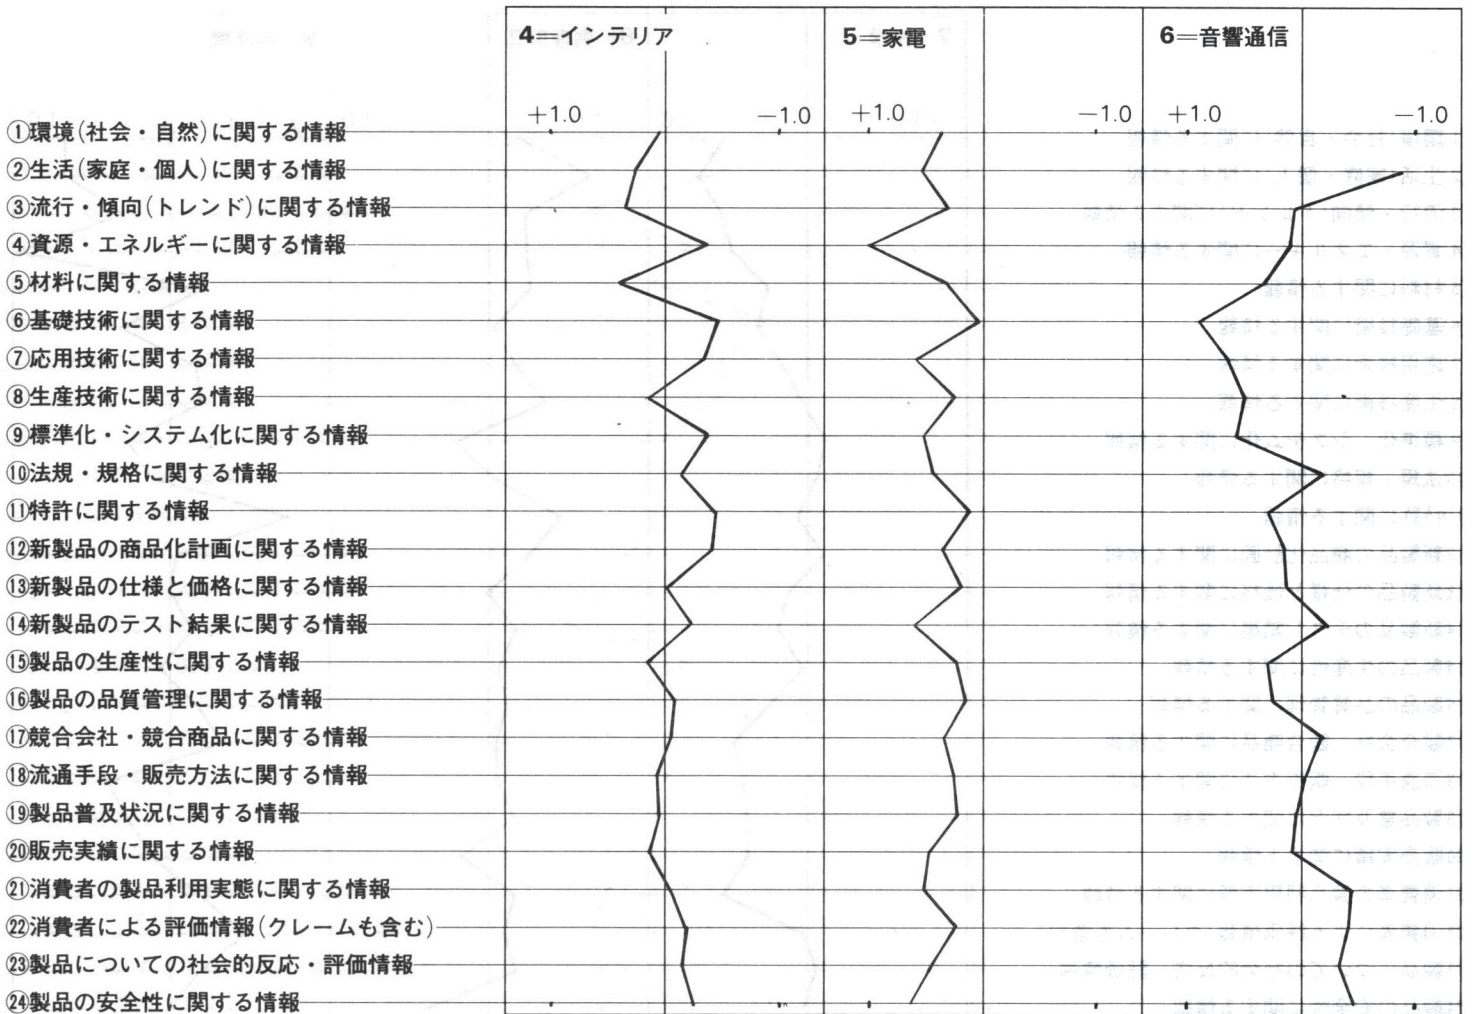 4＝インテリア 5＝家電 6＝音響通信
+1.0 −1.0 +1.0 −1.0 +1.0 −1.0
①環境(社会・自然)に関する情報
②生活(家庭・個人)に関する情報
③流行・傾向(トレンド)に関する情報
④資源・エネルギーに関する情報
⑤材料に関する情報
⑥基礎技術に関する情報
⑦応用技術に関する情報
⑧生産技術に関する情報
⑨標準化・システム化に関する情報
⑩法規・規格に関する情報
⑪特許に関する情報
⑫新製品の商品化計画に関する情報
⑬新製品の仕様と価格に関する情報
⑭新製品のテスト結果に関する情報
⑮製品の生産性に関する情報
⑯製品の品質管理に関する情報
⑰競合会社・競合商品に関する情報
⑱流通手段・販売方法に関する情報
⑲製品普及状況に関する情報
⑳販売実績に関する情報
㉑消費者の製品利用実態に関する情報
㉒消費者による評価情報(クレームも含む)
㉓製品についての社会的反応・評価情報
㉔製品の安全性に関する情報